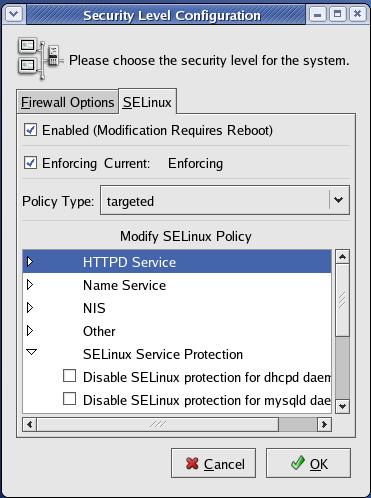 Security Level Configuration
Please choose the security level for the system.
Firewall Options SELinux
Enabled (Modification Requires Reboot)
Enforcing Current: Enforcing
Policy Type: targeted
Modify SELinux Policy
HTTPD Service
Name Service
NIS
Other
SELinux Service Protection
Disable SELinux protection for dhcpd daem
Disable SELinux protection for mysqld dae
Cancel OK